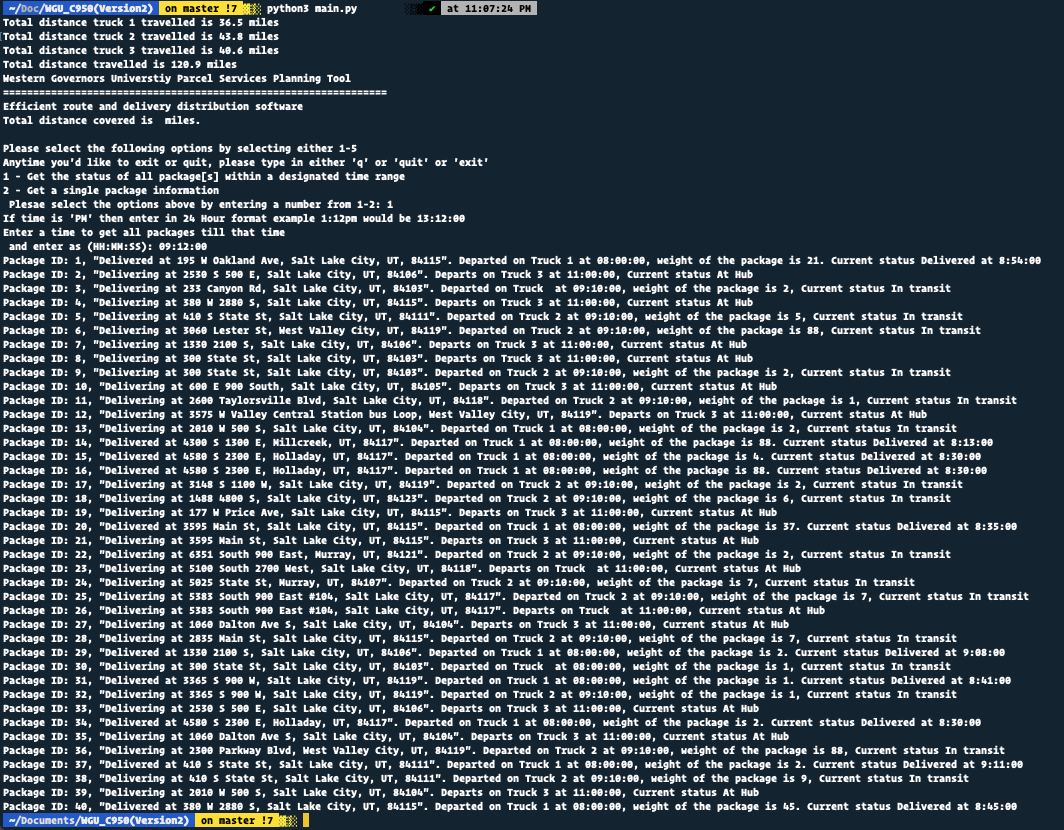 ~/Doc/WGU_C950(Version2) on master !7 python3 main.py ✔ at 11:07:24 PM
Total distance truck 1 travelled is 36.5 miles
Total distance truck 2 travelled is 43.8 miles
Total distance truck 3 travelled is 40.6 miles
Total distance travelled is 120.9 miles
Western Governors Universtiy Parcel Services Planning Tool
================================================================
Efficient route and delivery distribution software
Total distance covered is  miles.
Please select the following options by selecting either 1-5
Anytime you'd like to exit or quit, please type in either 'q' or 'quit' or 'exit'
1 - Get the status of all package[s] within a designated time range
2 - Get a single package information
 Plesae select the options above by entering a number from 1-2: 1
If time is 'PM' then enter in 24 Hour format example 1:12pm would be 13:12:00
Enter a time to get all packages till that time
 and enter as (HH:MM:SS): 09:12:00
Package ID: 1, "Delivered at 195 W Oakland Ave, Salt Lake City, UT, 84115". Departed on Truck 1 at 08:00:00, weight of the package is 21. Current status Delivered at 8:54:00
Package ID: 2, "Delivering at 2530 S 500 E, Salt Lake City, UT, 84106". Departs on Truck 3 at 11:00:00, Current status At Hub
Package ID: 3, "Delivering at 233 Canyon Rd, Salt Lake City, UT, 84103". Departed on Truck  at 09:10:00, weight of the package is 2, Current status In transit
Package ID: 4, "Delivering at 380 W 2880 S, Salt Lake City, UT, 84115". Departs on Truck 3 at 11:00:00, Current status At Hub
Package ID: 5, "Delivering at 410 S State St, Salt Lake City, UT, 84111". Departed on Truck 2 at 09:10:00, weight of the package is 5, Current status In transit
Package ID: 6, "Delivering at 3060 Lester St, West Valley City, UT, 84119". Departed on Truck 2 at 09:10:00, weight of the package is 88, Current status In transit
Package ID: 7, "Delivering at 1330 2100 S, Salt Lake City, UT, 84106". Departs on Truck 3 at 11:00:00, Current status At Hub
Package ID: 8, "Delivering at 300 State St, Salt Lake City, UT, 84103". Departs on Truck 3 at 11:00:00, Current status At Hub
Package ID: 9, "Delivering at 300 State St, Salt Lake City, UT, 84103". Departed on Truck 2 at 09:10:00, weight of the package is 2, Current status In transit
Package ID: 10, "Delivering at 600 E 900 South, Salt Lake City, UT, 84105". Departs on Truck 3 at 11:00:00, Current status At Hub
Package ID: 11, "Delivering at 2600 Taylorsville Blvd, Salt Lake City, UT, 84118". Departed on Truck 2 at 09:10:00, weight of the package is 1, Current status In transit
Package ID: 12, "Delivering at 3575 W Valley Central Station bus Loop, West Valley City, UT, 84119". Departs on Truck 3 at 11:00:00, Current status At Hub
Package ID: 13, "Delivering at 2010 W 500 S, Salt Lake City, UT, 84104". Departed on Truck 1 at 08:00:00, weight of the package is 2, Current status In transit
Package ID: 14, "Delivered at 4300 S 1300 E, Millcreek, UT, 84117". Departed on Truck 1 at 08:00:00, weight of the package is 88. Current status Delivered at 8:13:00
Package ID: 15, "Delivered at 4580 S 2300 E, Holladay, UT, 84117". Departed on Truck 1 at 08:00:00, weight of the package is 4. Current status Delivered at 8:30:00
Package ID: 16, "Delivered at 4580 S 2300 E, Holladay, UT, 84117". Departed on Truck 1 at 08:00:00, weight of the package is 88. Current status Delivered at 8:30:00
Package ID: 17, "Delivering at 3148 S 1100 W, Salt Lake City, UT, 84119". Departed on Truck 2 at 09:10:00, weight of the package is 2, Current status In transit
Package ID: 18, "Delivering at 1488 4800 S, Salt Lake City, UT, 84123". Departed on Truck 2 at 09:10:00, weight of the package is 6, Current status In transit
Package ID: 19, "Delivering at 177 W Price Ave, Salt Lake City, UT, 84115". Departs on Truck 3 at 11:00:00, Current status At Hub
Package ID: 20, "Delivered at 3595 Main St, Salt Lake City, UT, 84115". Departed on Truck 1 at 08:00:00, weight of the package is 37. Current status Delivered at 8:35:00
Package ID: 21, "Delivering at 3595 Main St, Salt Lake City, UT, 84115". Departs on Truck 3 at 11:00:00, Current status At Hub
Package ID: 22, "Delivering at 6351 South 900 East, Murray, UT, 84121". Departed on Truck 2 at 09:10:00, weight of the package is 2, Current status In transit
Package ID: 23, "Delivering at 5100 South 2700 West, Salt Lake City, UT, 84118". Departs on Truck  at 11:00:00, Current status At Hub
Package ID: 24, "Delivering at 5025 State St, Murray, UT, 84107". Departed on Truck 2 at 09:10:00, weight of the package is 7, Current status In transit
Package ID: 25, "Delivering at 5383 South 900 East #104, Salt Lake City, UT, 84117". Departed on Truck 2 at 09:10:00, weight of the package is 7, Current status In transit
Package ID: 26, "Delivering at 5383 South 900 East #104, Salt Lake City, UT, 84117". Departs on Truck  at 11:00:00, Current status At Hub
Package ID: 27, "Delivering at 1060 Dalton Ave S, Salt Lake City, UT, 84104". Departs on Truck 3 at 11:00:00, Current status At Hub
Package ID: 28, "Delivering at 2835 Main St, Salt Lake City, UT, 84115". Departed on Truck 2 at 09:10:00, weight of the package is 7, Current status In transit
Package ID: 29, "Delivered at 1330 2100 S, Salt Lake City, UT, 84106". Departed on Truck 1 at 08:00:00, weight of the package is 2. Current status Delivered at 9:08:00
Package ID: 30, "Delivering at 300 State St, Salt Lake City, UT, 84103". Departed on Truck  at 08:00:00, weight of the package is 1, Current status In transit
Package ID: 31, "Delivered at 3365 S 900 W, Salt Lake City, UT, 84119". Departed on Truck 1 at 08:00:00, weight of the package is 1. Current status Delivered at 8:41:00
Package ID: 32, "Delivering at 3365 S 900 W, Salt Lake City, UT, 84119". Departed on Truck 2 at 09:10:00, weight of the package is 1, Current status In transit
Package ID: 33, "Delivering at 2530 S 500 E, Salt Lake City, UT, 84106". Departs on Truck 3 at 11:00:00, Current status At Hub
Package ID: 34, "Delivered at 4580 S 2300 E, Holladay, UT, 84117". Departed on Truck 1 at 08:00:00, weight of the package is 2. Current status Delivered at 8:30:00
Package ID: 35, "Delivering at 1060 Dalton Ave S, Salt Lake City, UT, 84104". Departs on Truck 3 at 11:00:00, Current status At Hub
Package ID: 36, "Delivering at 2300 Parkway Blvd, West Valley City, UT, 84119". Departed on Truck 2 at 09:10:00, weight of the package is 88, Current status In transit
Package ID: 37, "Delivered at 410 S State St, Salt Lake City, UT, 84111". Departed on Truck 1 at 08:00:00, weight of the package is 2. Current status Delivered at 9:11:00
Package ID: 38, "Delivering at 410 S State St, Salt Lake City, UT, 84111". Departed on Truck 2 at 09:10:00, weight of the package is 9, Current status In transit
Package ID: 39, "Delivering at 2010 W 500 S, Salt Lake City, UT, 84104". Departs on Truck 3 at 11:00:00, Current status At Hub
Package ID: 40, "Delivered at 380 W 2880 S, Salt Lake City, UT, 84115". Departed on Truck 1 at 08:00:00, weight of the package is 45. Current status Delivered at 8:45:00
~/Documents/WGU_C950(Version2) on master !7